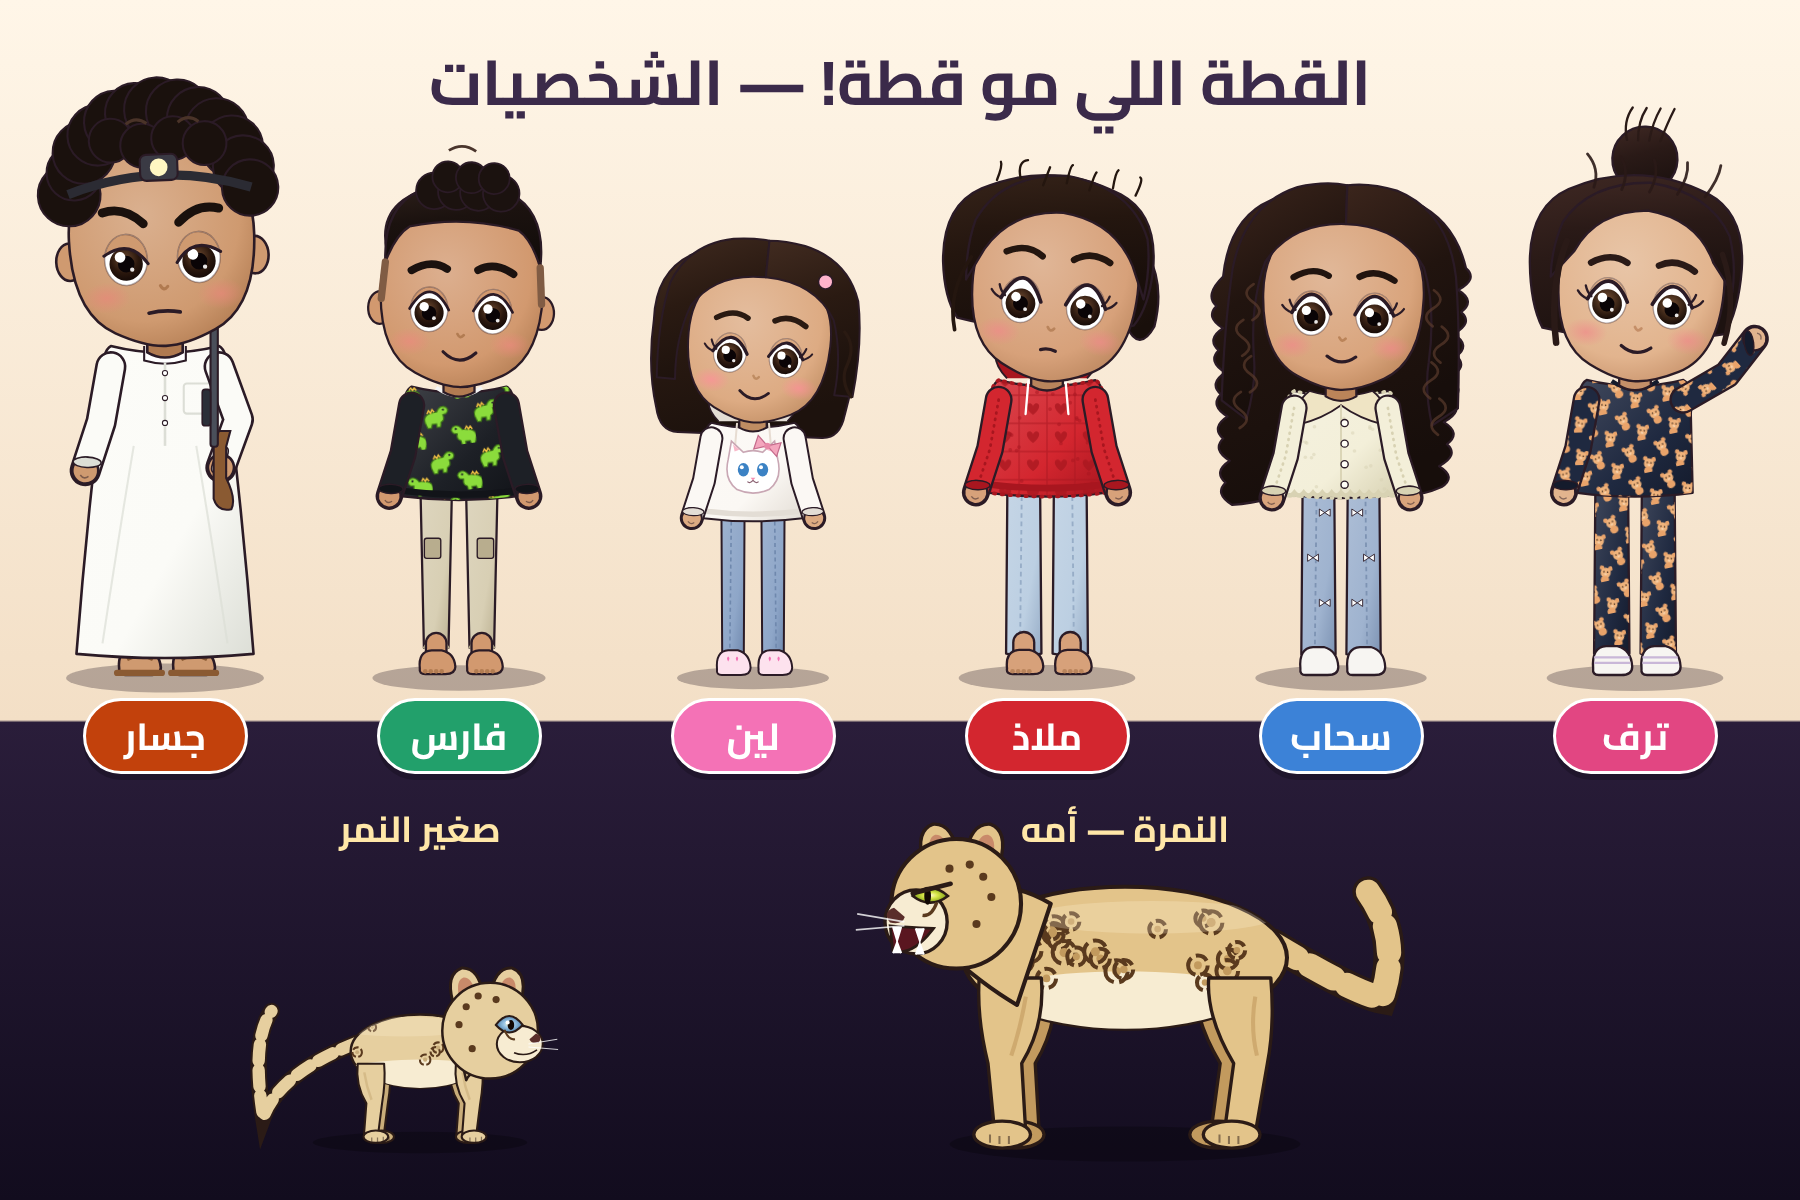 القطة اللي مو قطة! — الشخصيات
ترف
سحاب
ملاذ
لين
فارس
جسار
النمرة — أمه
صغير النمر